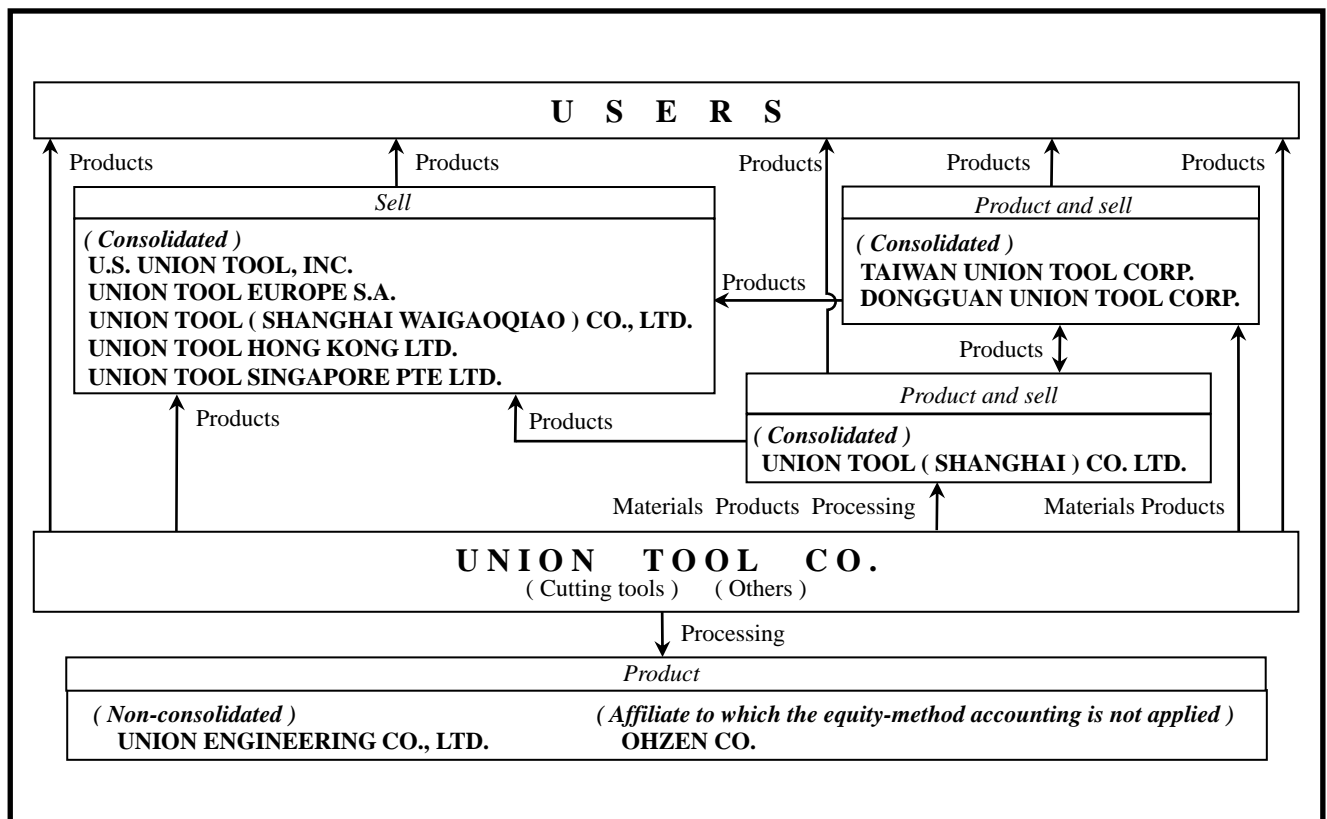 USERS
Products
Products
Products
Products
Products
Sell
( Consolidated )
U.S. UNION TOOL, INC.
UNION TOOL EUROPE S.A.
UNION TOOL ( SHANGHAI WAIGAOQIAO ) CO., LTD.
UNION TOOL HONG KONG LTD.
UNION TOOL SINGAPORE PTE LTD.
Product and sell
( Consolidated )
TAIWAN UNION TOOL CORP.
DONGGUAN UNION TOOL CORP.
Products
Products
Product and sell
( Consolidated )
UNION TOOL ( SHANGHAI ) CO. LTD.
Products
Products
Materials Products Processing
Materials Products
UNION TOOL CO.
( Cutting tools ) ( Others )
Processing
Product
( Non-consolidated )
UNION ENGINEERING CO., LTD.
( Affiliate to which the equity-method accounting is not applied )
OHZEN CO.